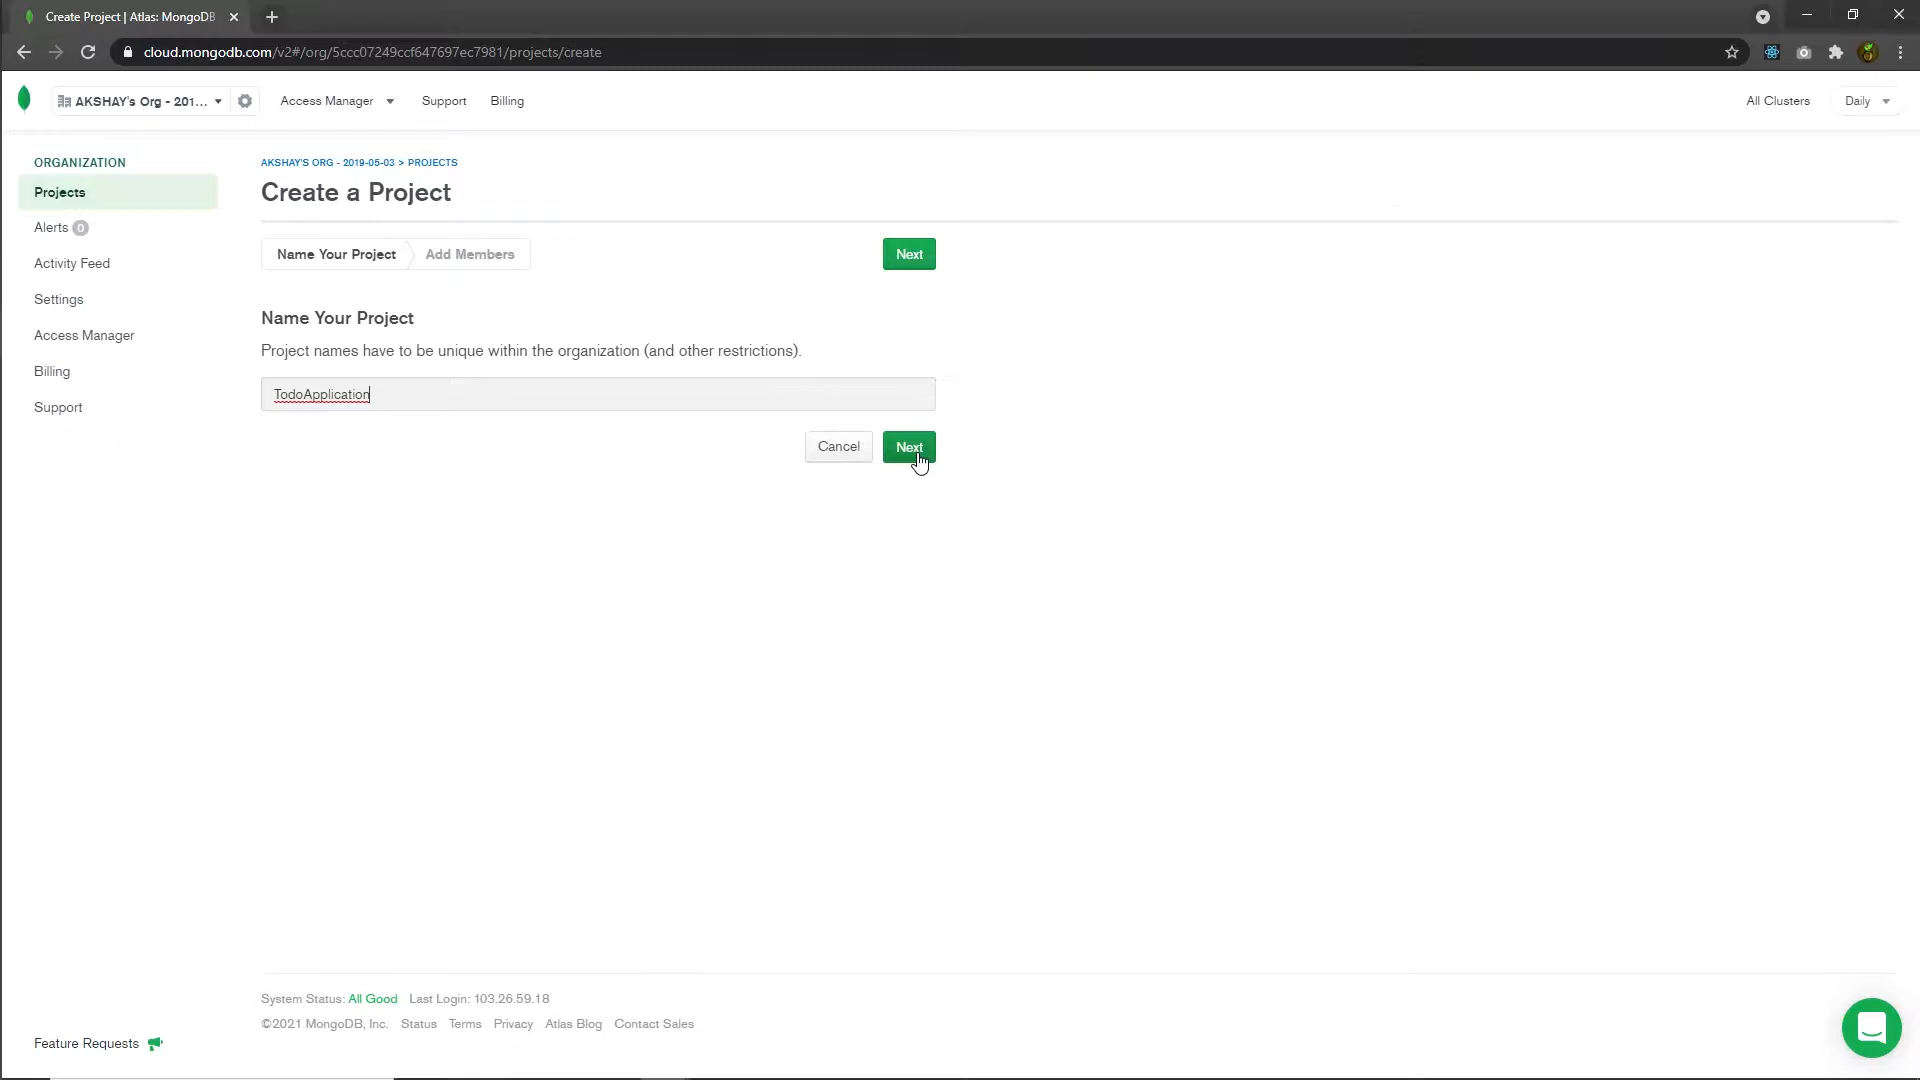 Create Project | Atlas: MongoDB
cloud.mongodb.com/v2#/org/5ccc07249ccf647697ec7981/projects/create
AKSHAY's Org - 201...
Access Manager
Support
Billing
All Clusters
Daily
ORGANIZATION
Projects
Alerts 0
Activity Feed
Settings
Access Manager
Billing
Support
AKSHAY'S ORG - 2019-05-03 > PROJECTS
Create a Project
Name Your Project
Add Members
Next
Name Your Project
Project names have to be unique within the organization (and other restrictions).
TodoApplication
Cancel
Next
System Status: All Good Last Login: 103.26.59.18
©2021 MongoDB, Inc. Status Terms Privacy Atlas Blog Contact Sales
Feature Requests